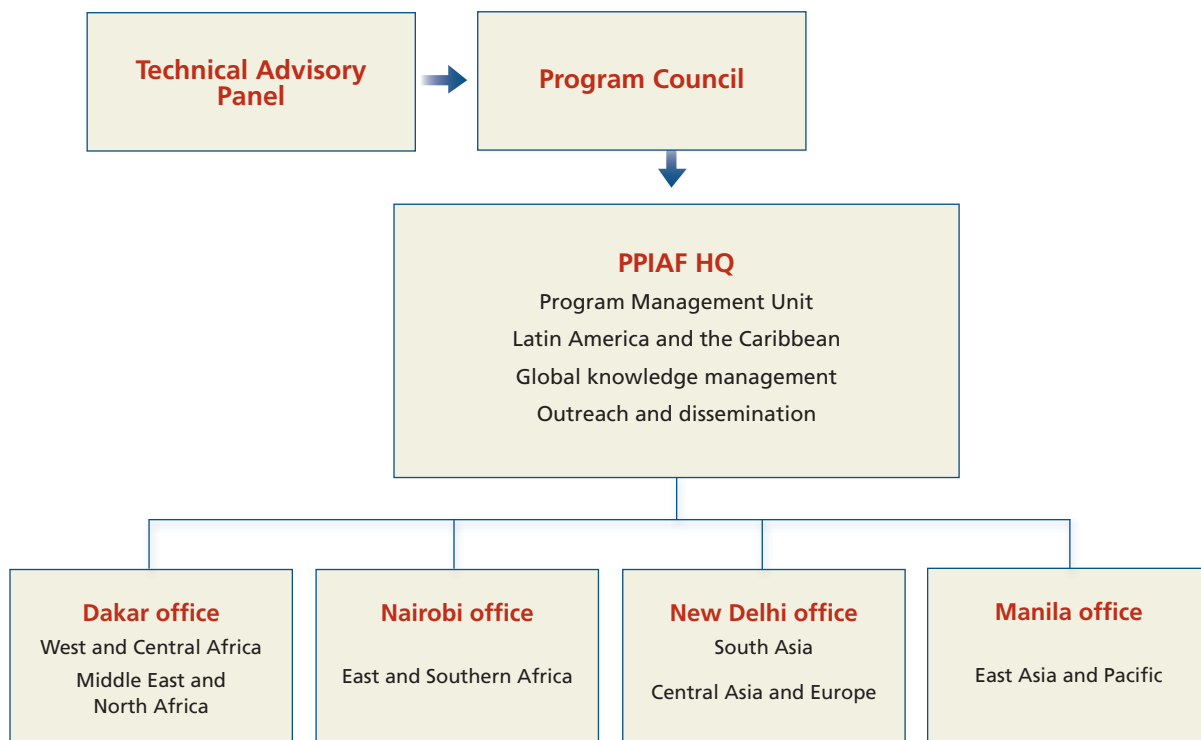 Technical Advisory
Panel
Program Council
PPIAF HQ
Program Management Unit
Latin America and the Caribbean
Global knowledge management
Outreach and dissemination
Dakar office
West and Central Africa
Middle East and
North Africa
Nairobi office
East and Southern Africa
New Delhi office
South Asia
Central Asia and Europe
Manila office
East Asia and Pacific